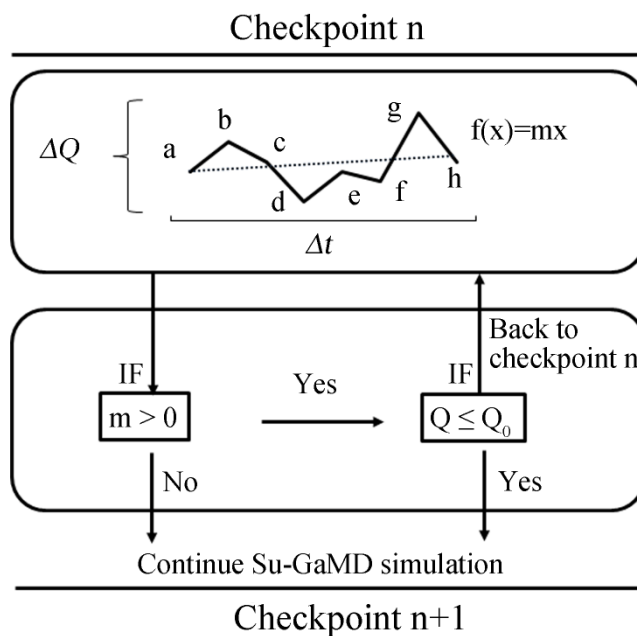 Checkpoint n
g
b
f(x)=mx
ΔQ
a
c
h
f
e
d
Δt
Back to
checkpoint n
IF
IF
Yes
m > 0
Q ≤ Q₀
No
Yes
Continue Su-GaMD simulation
Checkpoint n+1